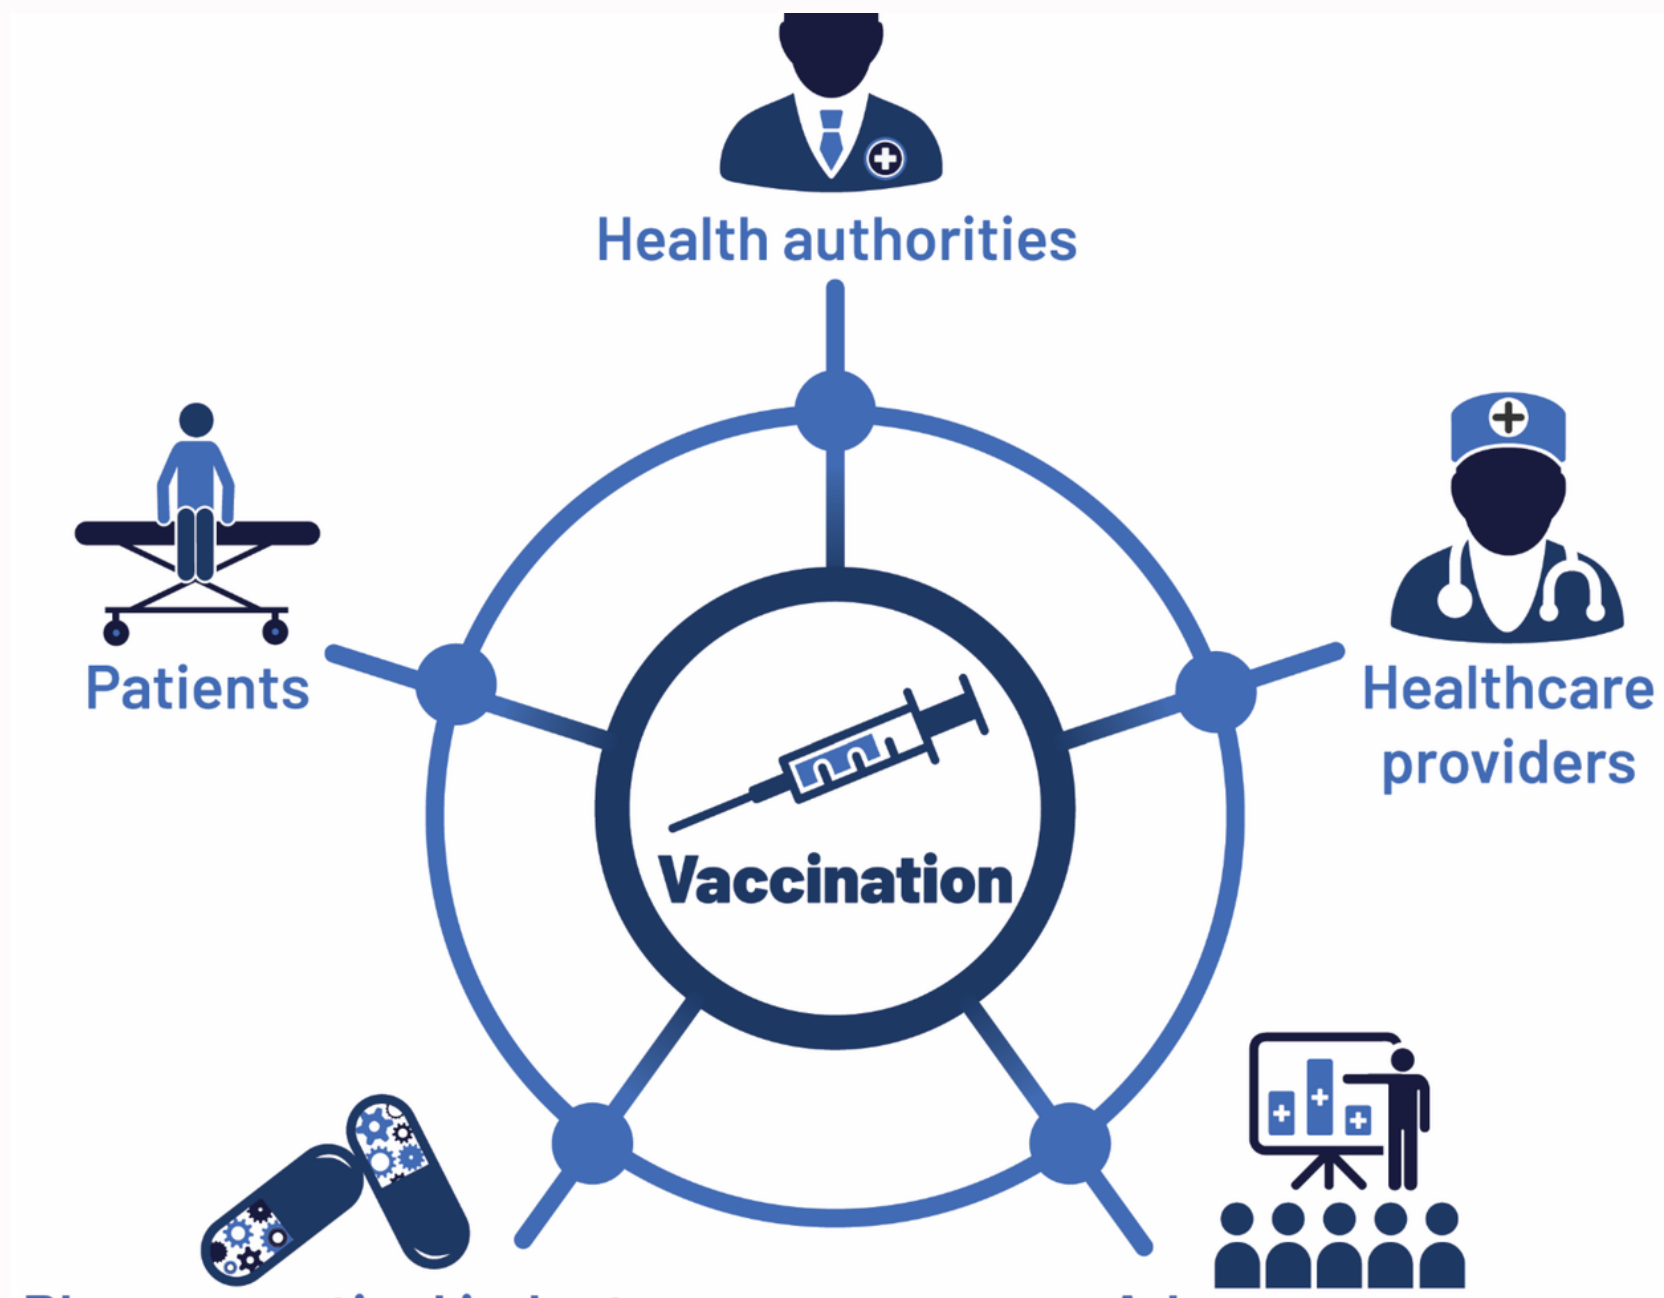 Health authorities
Patients
Healthcare
providers
Vaccination